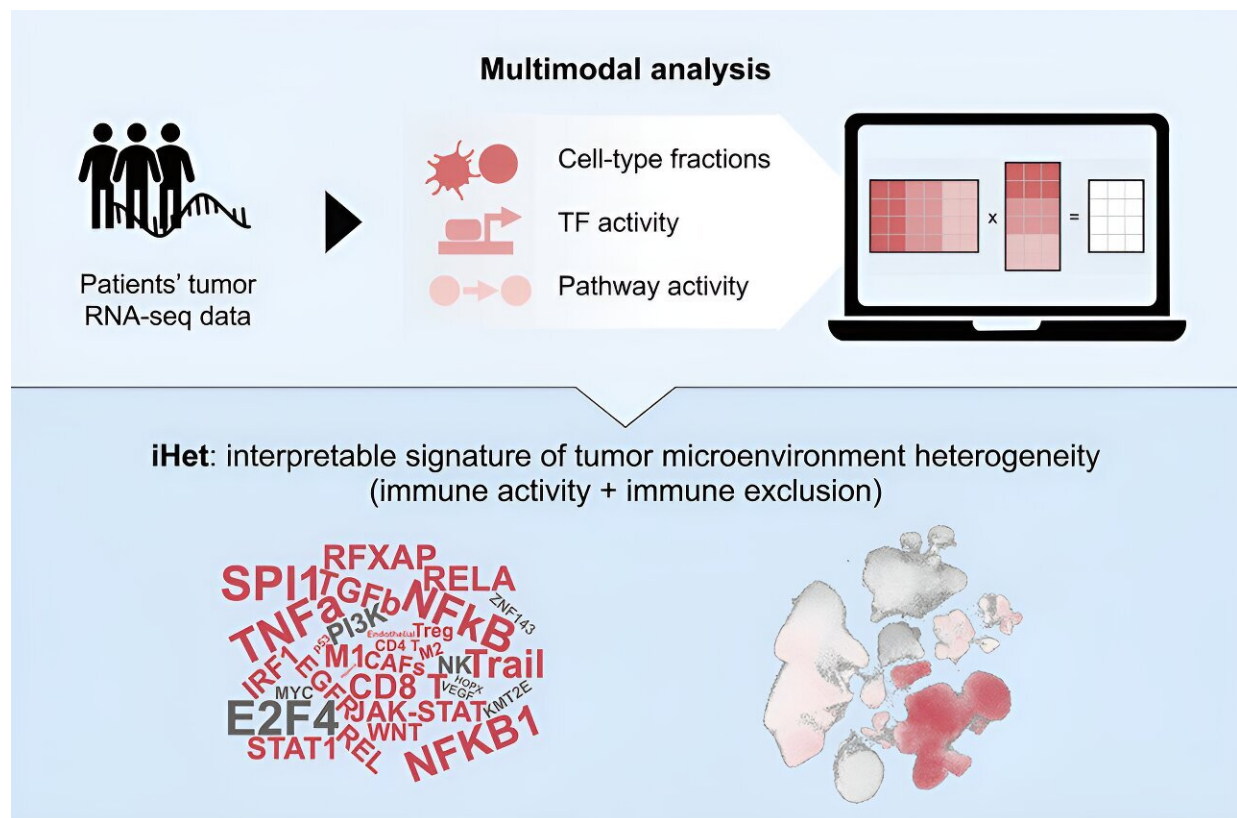 Multimodal analysis
Patients' tumor
RNA-seq data
Cell-type fractions
TF activity
Pathway activity
x
=
iHet: interpretable signature of tumor microenvironment heterogeneity
(immune activity + immune exclusion)
RFXAP
SPI1
TGFb
RELA
TNFa
PI3K
NFkB
ZNF143
p53
Endothelial
Treg
CD4 T
M2
IRF1
M1
CAFs
NK
Trail
EGFR
CD8 T
HOPX
VEGF
MYC
KMT2E
E2F4
JAK-STAT
WNT
STAT1
REL
NFKB1